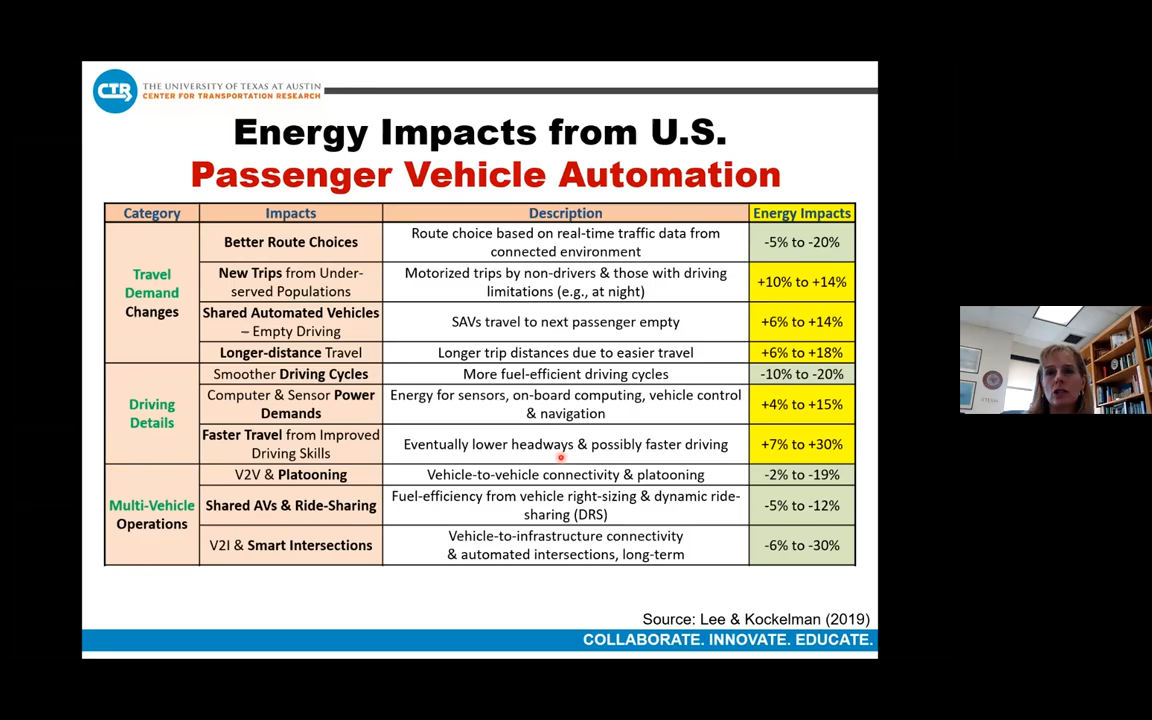 CTR
THE UNIVERSITY OF TEXAS AT AUSTIN
CENTER FOR TRANSPORTATION RESEARCH
Energy Impacts from U.S.
Passenger Vehicle Automation
Category Impacts Description Energy Impacts
Travel Demand Changes
Better Route Choices
Route choice based on real-time traffic data from
connected environment
-5% to -20%
New Trips from Under-
served Populations
Motorized trips by non-drivers & those with driving
limitations (e.g., at night)
+10% to +14%
Shared Automated Vehicles
– Empty Driving
SAVs travel to next passenger empty
+6% to +14%
Longer-distance Travel
Longer trip distances due to easier travel
+6% to +18%
Driving
Details
Smoother Driving Cycles
More fuel-efficient driving cycles
-10% to -20%
Computer & Sensor Power
Demands
Energy for sensors, on-board computing, vehicle control
& navigation
+4% to +15%
Faster Travel from Improved
Driving Skills
Eventually lower headways & possibly faster driving
+7% to +30%
Multi-Vehicle
Operations
V2V & Platooning
Vehicle-to-vehicle connectivity & platooning
-2% to -19%
Shared AVs & Ride-Sharing
Fuel-efficiency from vehicle right-sizing & dynamic ride-
sharing (DRS)
-5% to -12%
V2I & Smart Intersections
Vehicle-to-infrastructure connectivity
& automated intersections, long-term
-6% to -30%
Source: Lee & Kockelman (2019)
COLLABORATE. INNOVATE. EDUCATE.